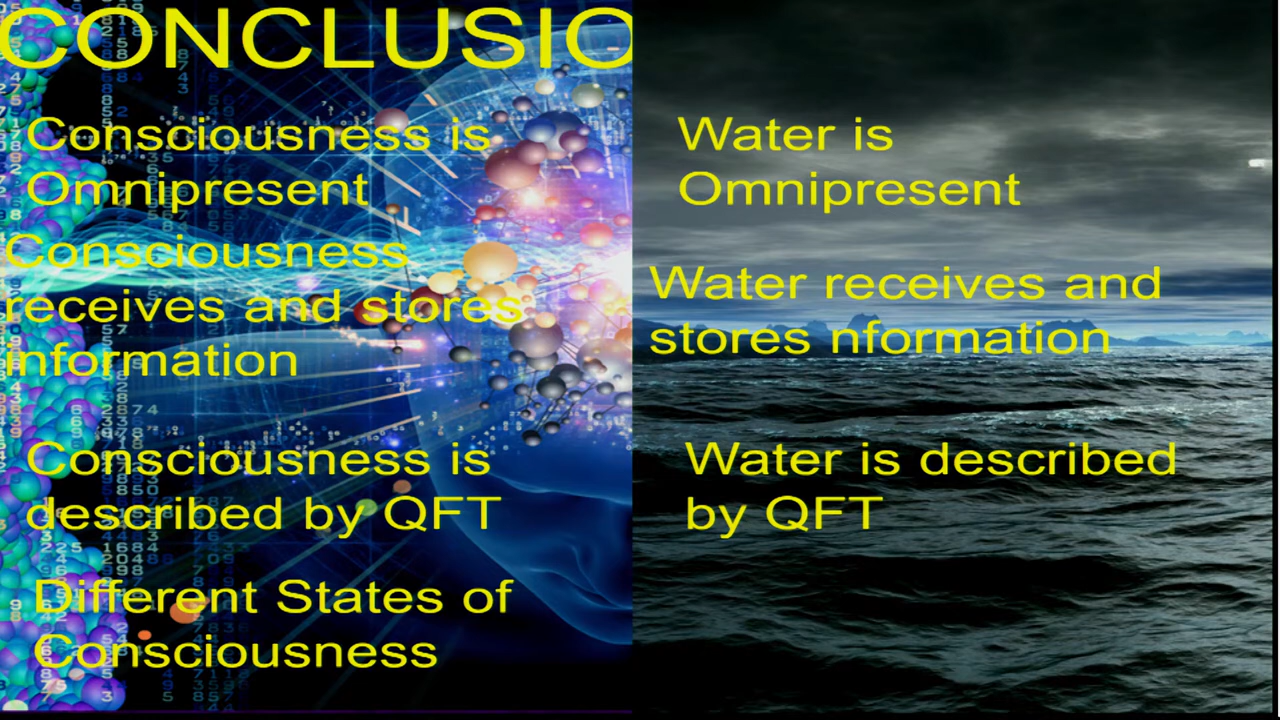 CONCLUSIO
Consciousness is
Omnipresent
Consciousness
receives and stores
nformation
Consciousness is
described by QFT
Different States of
Consciousness
Water is
Omnipresent
Water receives and
stores nformation
Water is described
by QFT